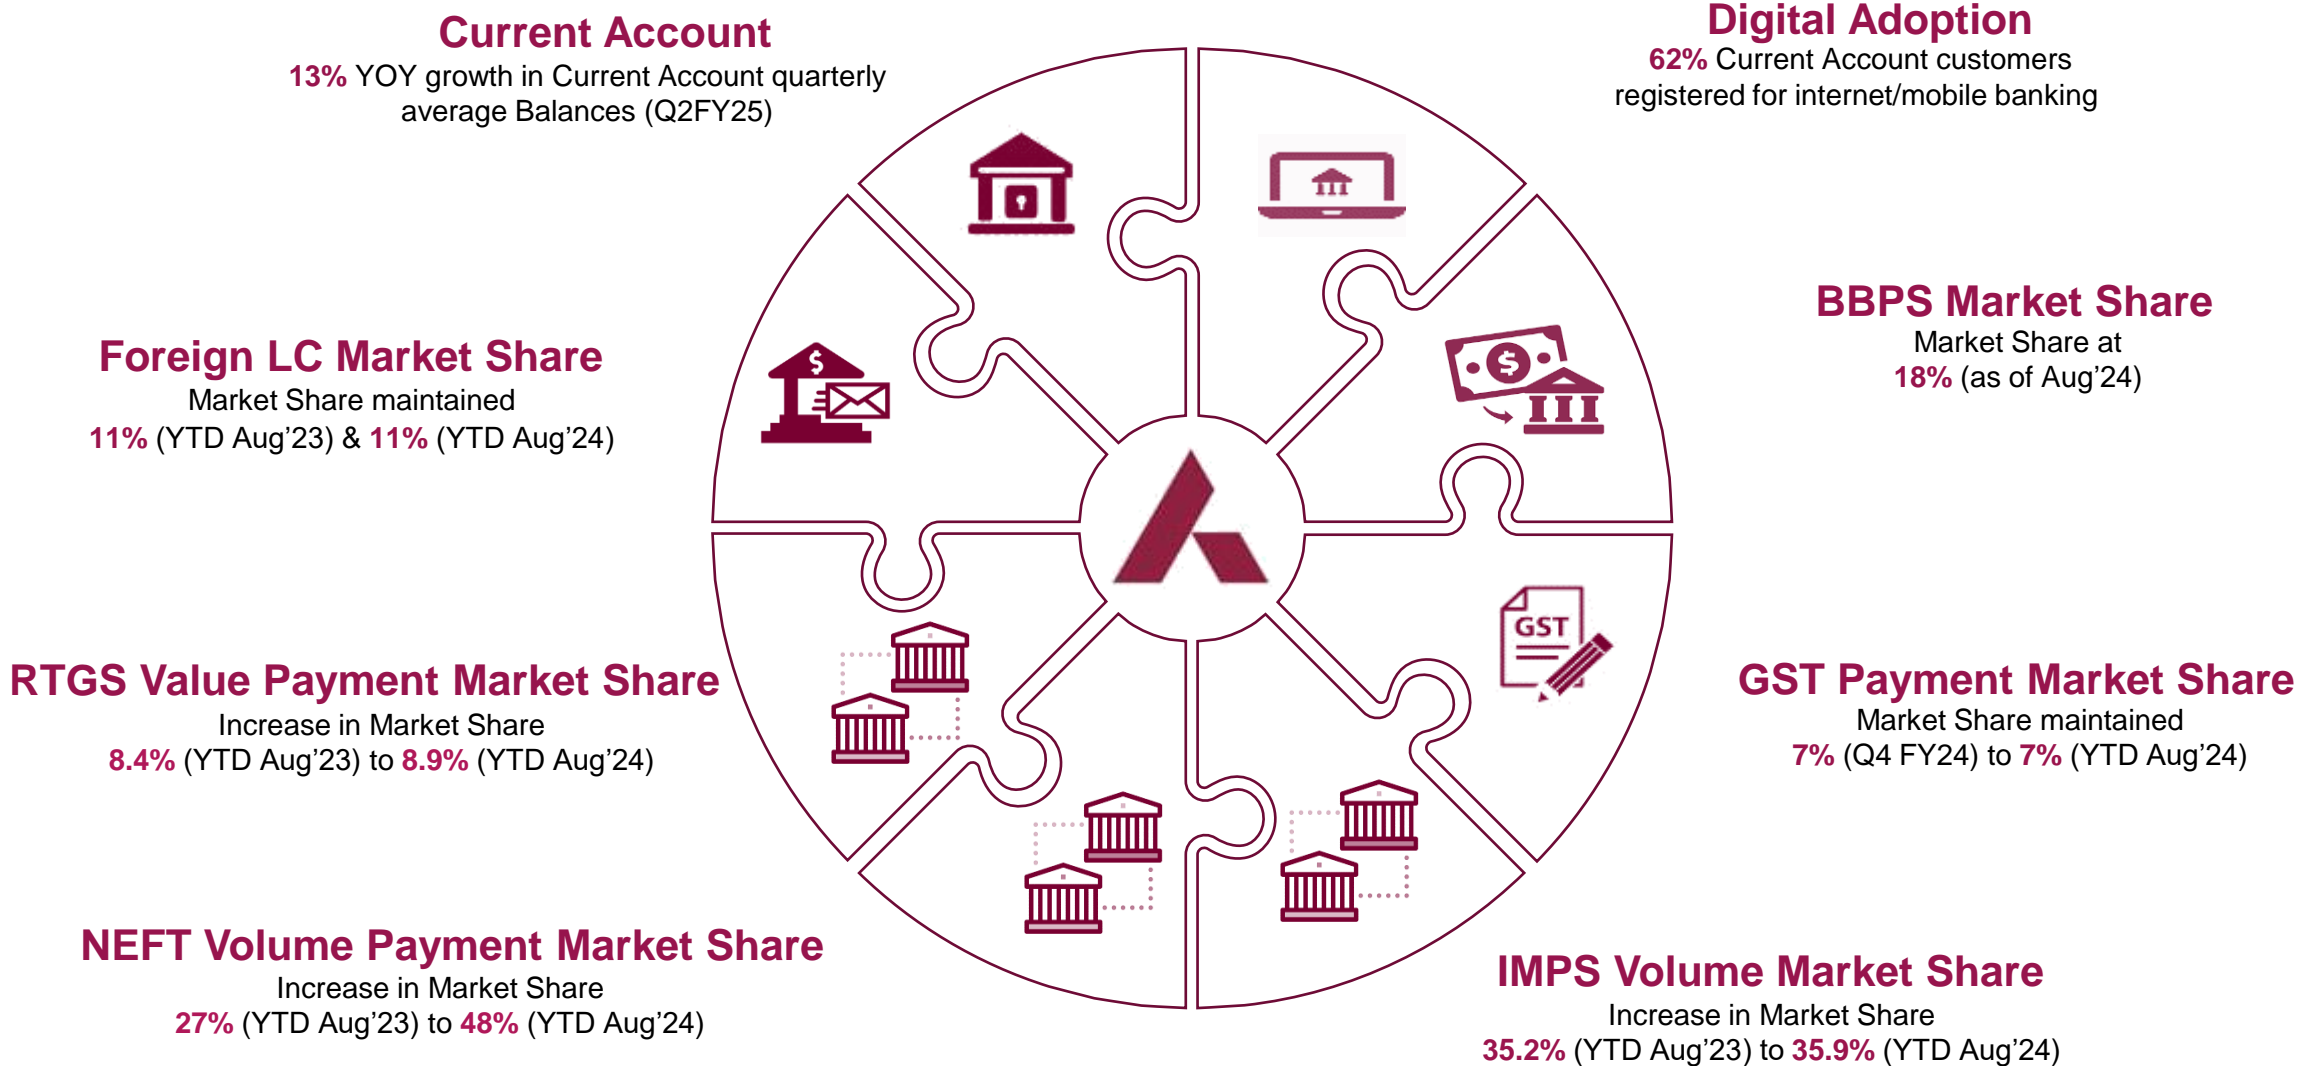 Current Account
13% YOY growth in Current Account quarterly
average Balances (Q2FY25)
Digital Adoption
62% Current Account customers
registered for internet/mobile banking
Foreign LC Market Share
Market Share maintained
11% (YTD Aug’23) & 11% (YTD Aug’24)
BBPS Market Share
Market Share at
18% (as of Aug’24)
$
$
GST
RTGS Value Payment Market Share
Increase in Market Share
8.4% (YTD Aug’23) to 8.9% (YTD Aug’24)
GST Payment Market Share
Market Share maintained
7% (Q4 FY24) to 7% (YTD Aug’24)
NEFT Volume Payment Market Share
Increase in Market Share
27% (YTD Aug’23) to 48% (YTD Aug’24)
IMPS Volume Market Share
Increase in Market Share
35.2% (YTD Aug’23) to 35.9% (YTD Aug’24)